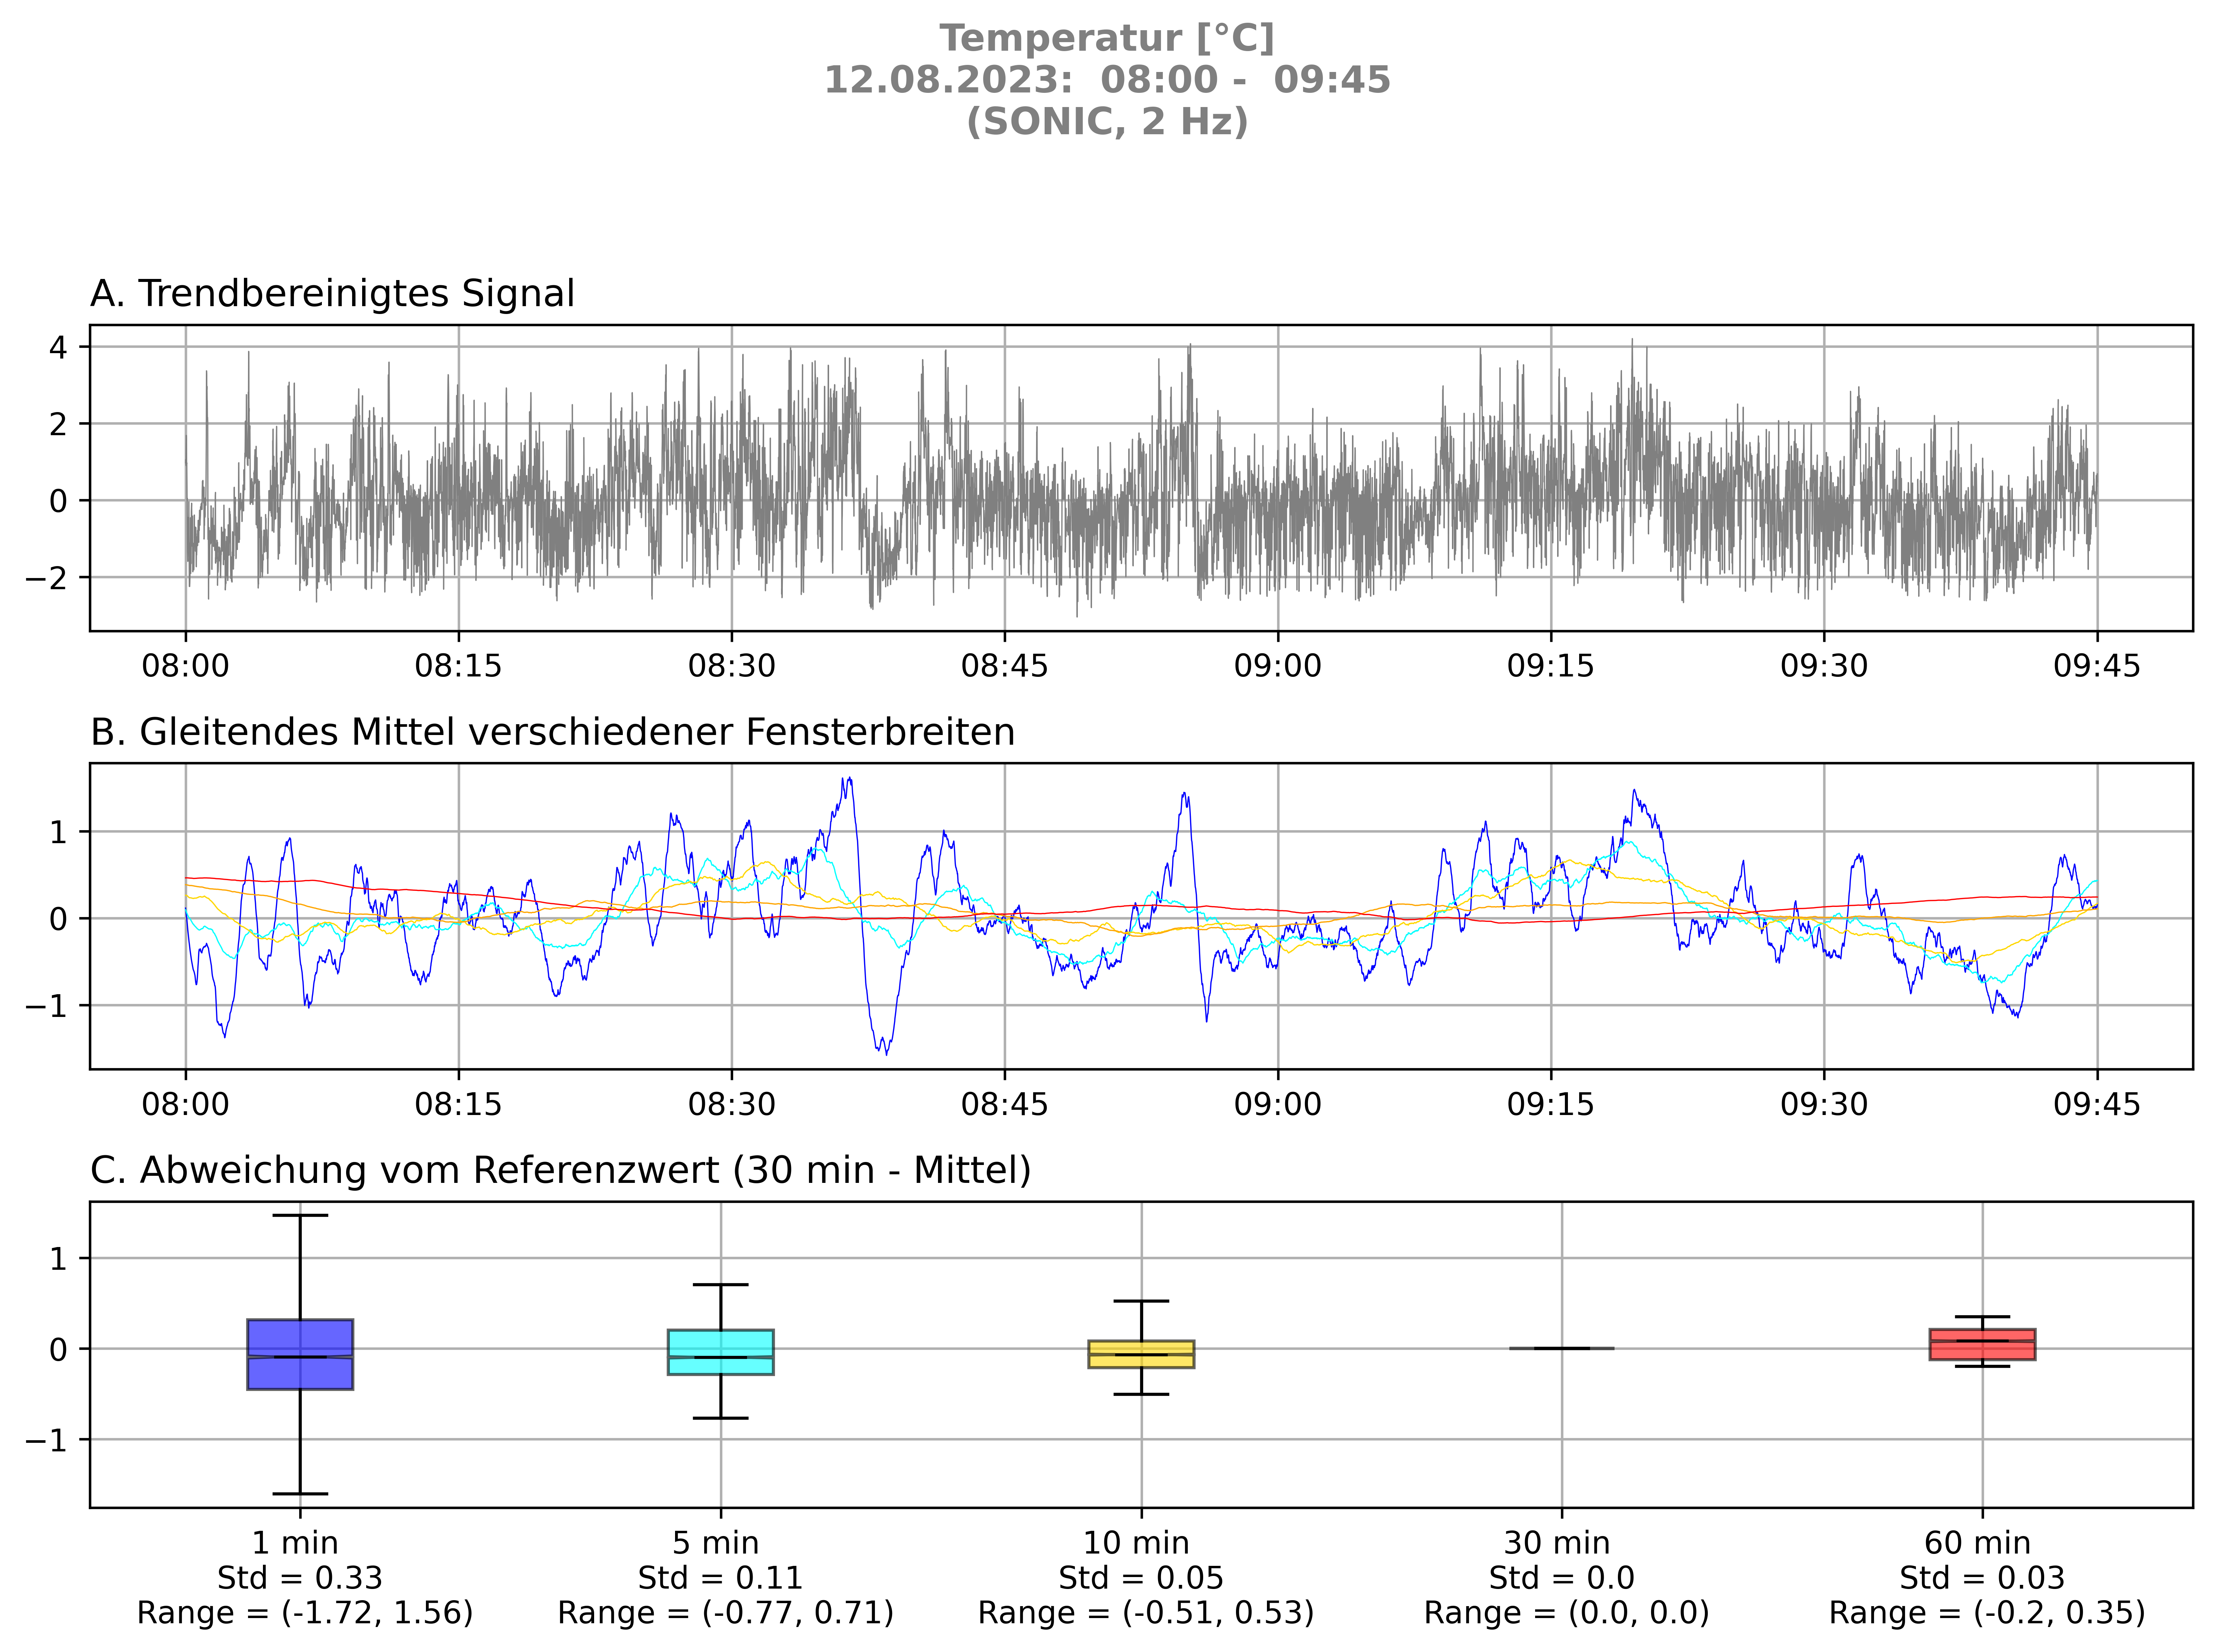 Temperatur [°C]
12.08.2023:  08:00 -  09:45
(SONIC, 2 Hz)
A. Trendbereinigtes Signal
4
2
0
−2
08:00 08:15 08:30 08:45 09:00 09:15 09:30 09:45
B. Gleitendes Mittel verschiedener Fensterbreiten
1
0
−1
08:00 08:15 08:30 08:45 09:00 09:15 09:30 09:45
C. Abweichung vom Referenzwert (30 min - Mittel)
1
0
−1
1 min 5 min 10 min 30 min 60 min
Std = 0.33 Std = 0.11 Std = 0.05 Std = 0.0 Std = 0.03
Range = (-1.72, 1.56) Range = (-0.77, 0.71) Range = (-0.51, 0.53) Range = (0.0, 0.0) Range = (-0.2, 0.35)